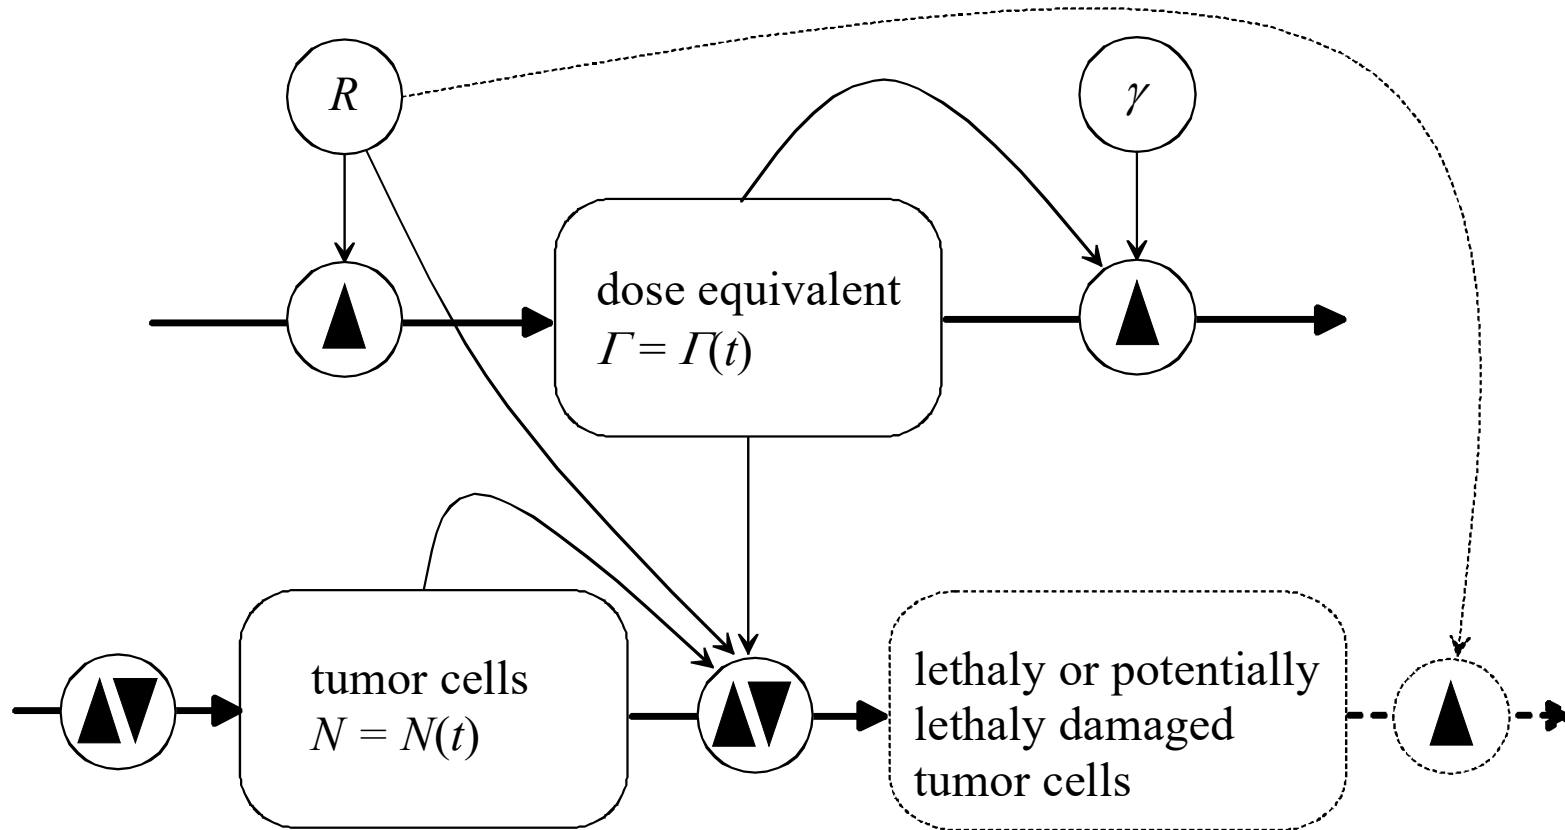 R
γ
dose equivalent
Γ = Γ(t)
tumor cells
N = N(t)
lethaly or potentially
lethaly damaged
tumor cells